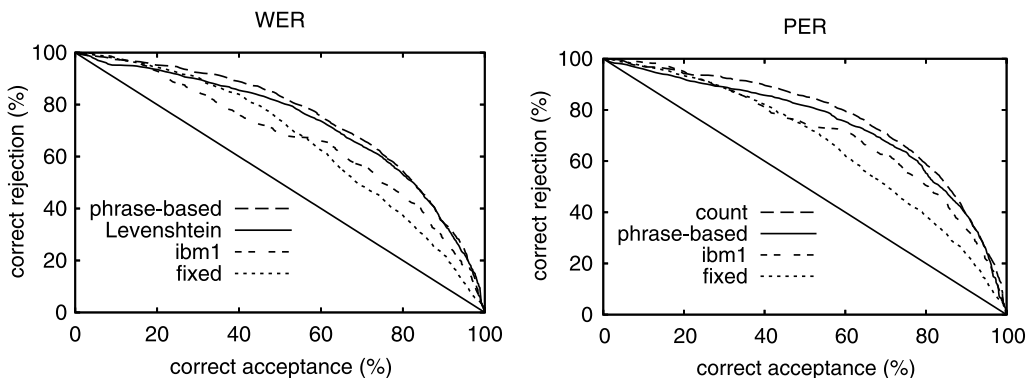 WER
100
80
60
40
20
0
correct rejection (%)
phrase-based
Levenshtein
ibm1
fixed
0 20 40 60 80 100
correct acceptance (%)
PER
100
80
60
40
20
0
correct rejection (%)
count
phrase-based
ibm1
fixed
0 20 40 60 80 100
correct acceptance (%)